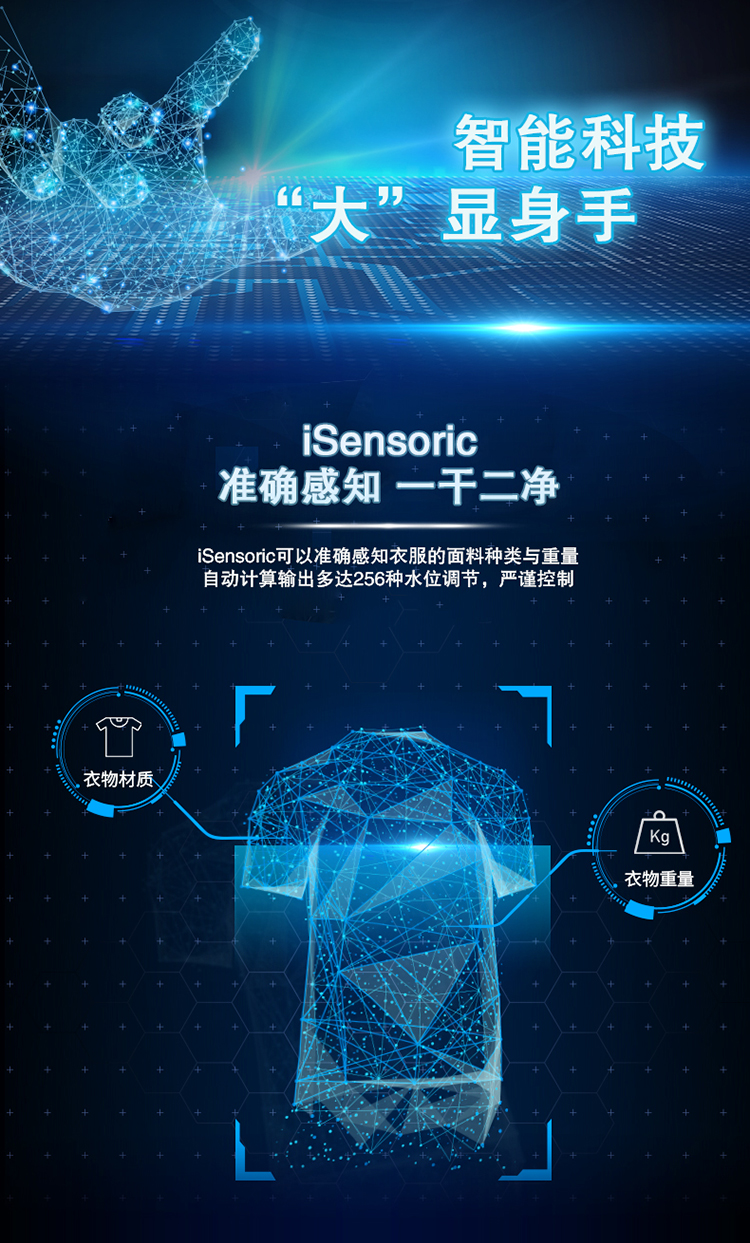 智能科技
“大”显身手
iSensoric
准确感知 一干二净
iSensoric可以准确感知衣服的面料种类与重量
自动计算输出多达256种水位调节，严谨控制
衣物材质
Kg
衣物重量